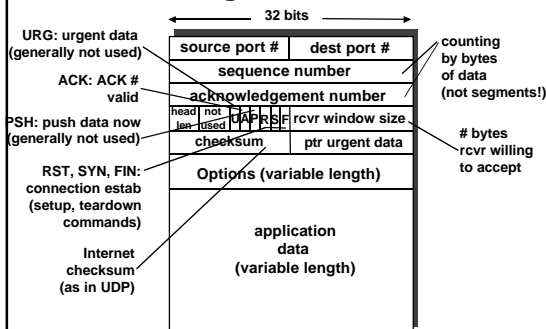 32 bits
URG: urgent data
(generally not used)
ACK: ACK #
valid
PSH: push data now
(generally not used)
RST, SYN, FIN:
connection estab
(setup, teardown
commands)
Internet
checksum
(as in UDP)
source port #
dest port #
sequence number
acknowledgement number
head
len
not
used
U
A
P
R
S
F
rcvr window size
checksum
ptr urgent data
Options (variable length)
application
data
(variable length)
counting
by bytes
of data
(not segments!)
# bytes
rcvr willing
to accept